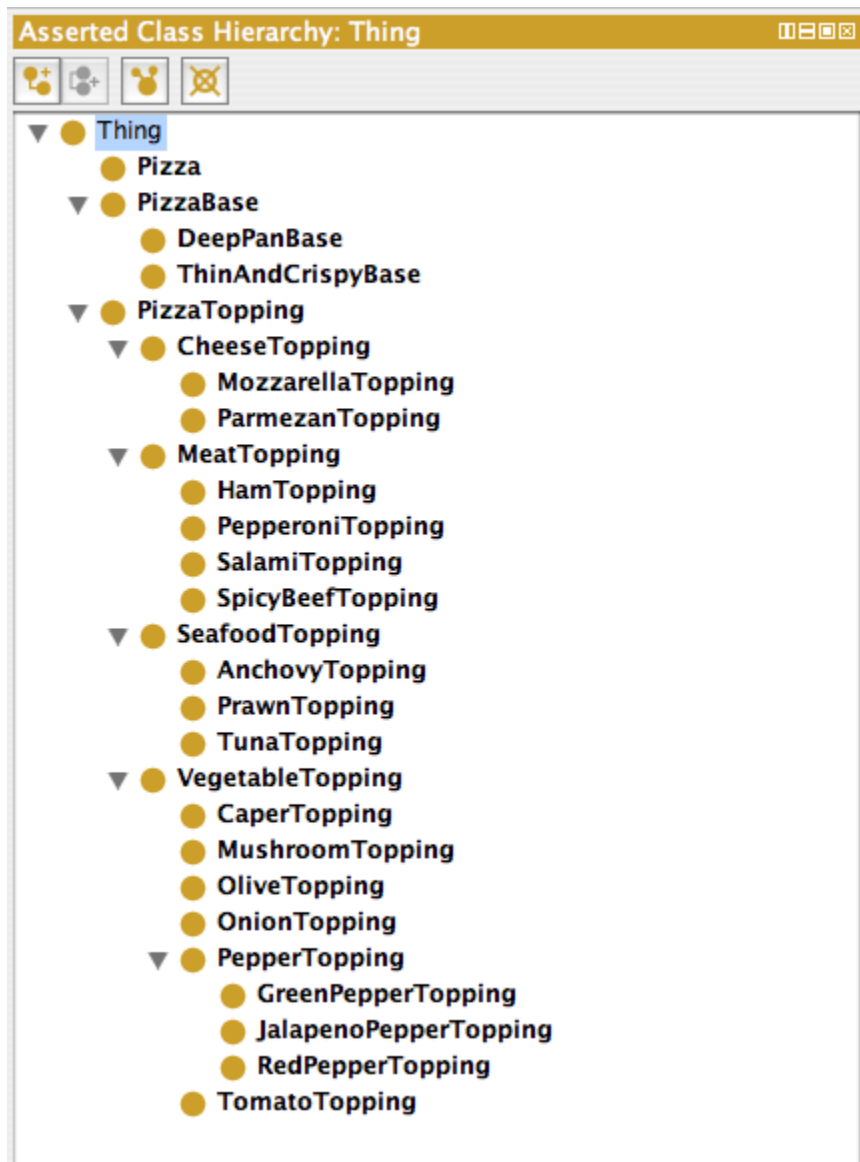 Asserted Class Hierarchy: Thing
Thing
Pizza
PizzaBase
DeepPanBase
ThinAndCrispyBase
PizzaTopping
CheeseTopping
MozzarellaTopping
ParmezanTopping
MeatTopping
HamTopping
PepperoniTopping
SalamiTopping
SpicyBeefTopping
SeafoodTopping
AnchovyTopping
PrawnTopping
TunaTopping
VegetableTopping
CaperTopping
MushroomTopping
OliveTopping
OnionTopping
PepperTopping
GreenPepperTopping
JalapenoPepperTopping
RedPepperTopping
TomatoTopping